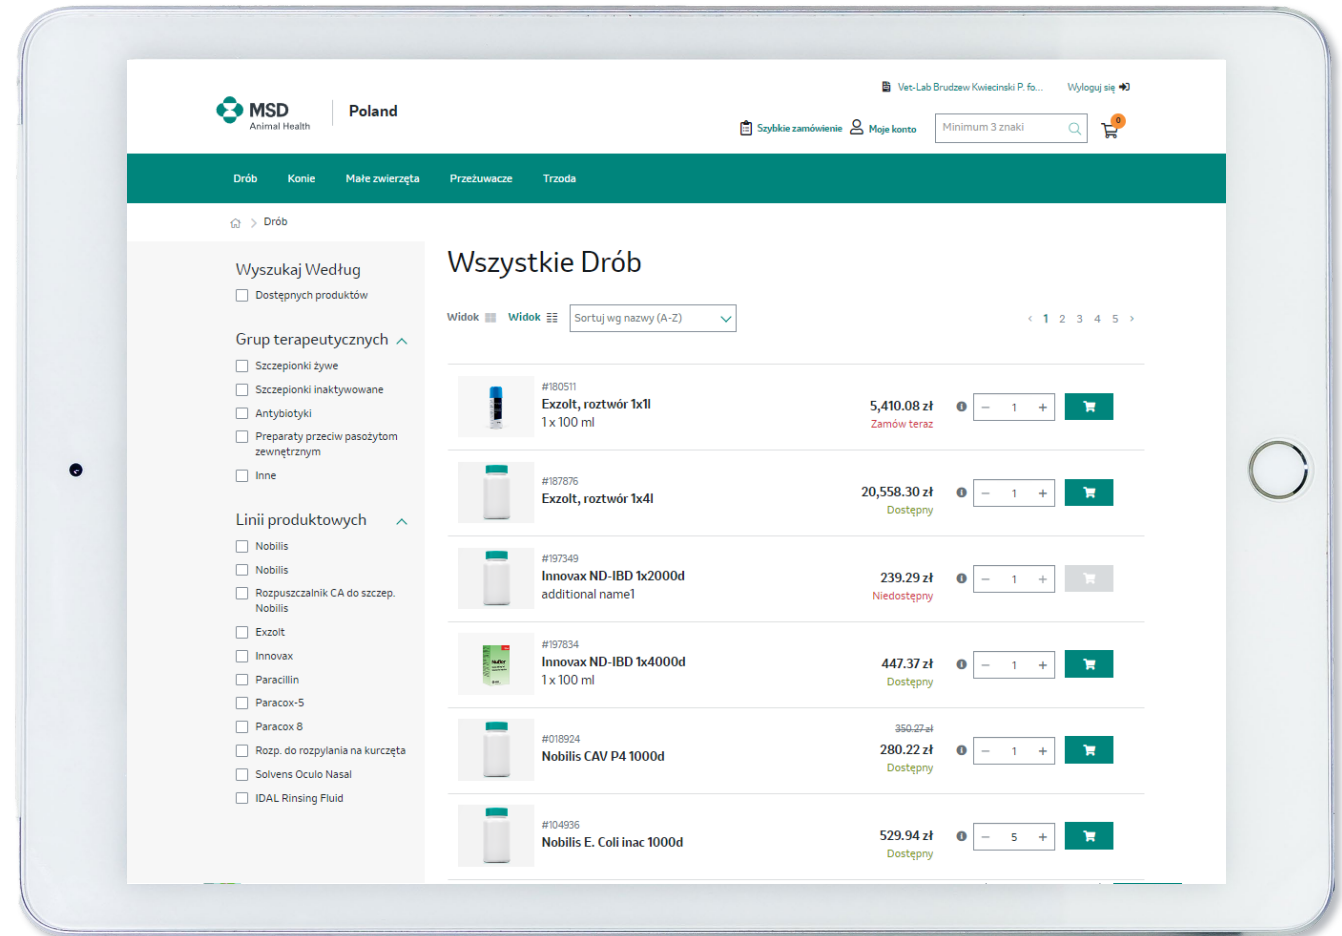 Vet-Lab Brudzew Kwiecinski P. fo...
Wyloguj się
MSD
Animal Health
Poland
Szybkie zamówienie
Moje konto
Minimum 3 znaki
0
Drób
Konie
Małe zwierzęta
Przeżuwacze
Trzoda
> Drób
Wyszukaj Według
Dostępnych produktów
Grup terapeutycznych
Szczepionki żywe
Szczepionki inaktywowane
Antybiotyki
Preparaty przeciw pasożytom
zewnętrznym
Inne
Linii produktowych
Nobilis
Nobilis
Rozpuszczalnik CA do szczep.
Nobilis
Exzolt
Innovax
Paracillin
Paracox-5
Paracox 8
Rozp. do rozpylania na kurczęta
Solvens Oculo Nasal
IDAL Rinsing Fluid
Wszystkie Drób
Widok
Widok
Sortuj wg nazwy (A-Z)
< 1 2 3 4 5 >
#180511
Exzolt, roztwór 1x1l
1 x 100 ml
5,410.08 zł
Zamów teraz
− 1 +
#187876
Exzolt, roztwór 1x4l
20,558.30 zł
Dostępny
− 1 +
#197349
Innovax ND-IBD 1x2000d
additional name1
239.29 zł
Niedostępny
− 1 +
#197834
Innovax ND-IBD 1x4000d
1 x 100 ml
447.37 zł
Dostępny
− 1 +
#018924
Nobilis CAV P4 1000d
350.27 zł
280.22 zł
Dostępny
− 1 +
#104936
Nobilis E. Coli inac 1000d
529.94 zł
Dostępny
− 5 +